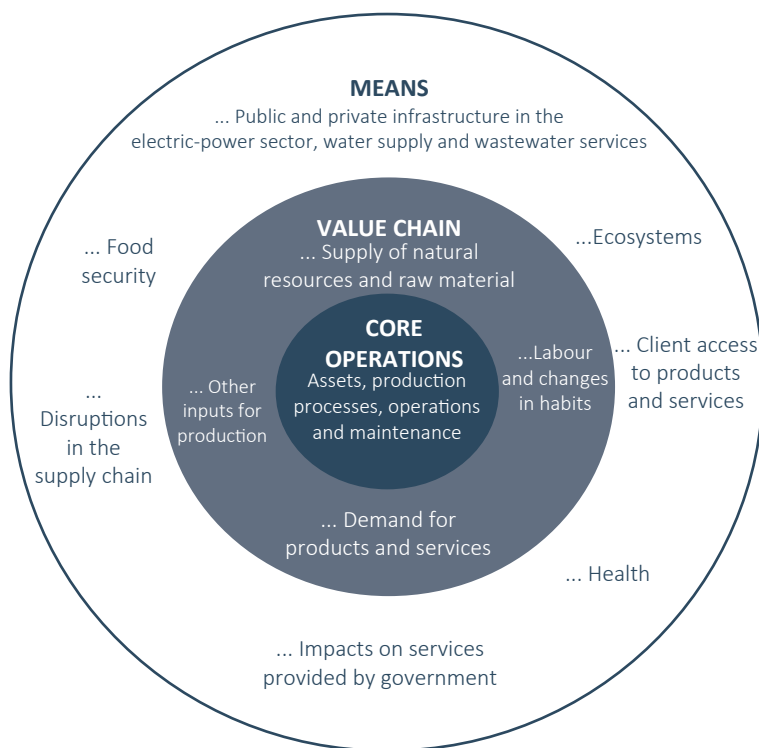 MEANS
... Public and private infrastructure in the
electric-power sector, water supply and wastewater services
VALUE CHAIN
... Supply of natural
resources and raw material
...Ecosystems
... Food
security
CORE
OPERATIONS
Assets, production
processes, operations
and maintenance
...Labour
and changes
in habits
... Client access
to products
and services
... Other
inputs for
production
...
Disruptions
in the
supply chain
... Demand for
products and services
... Health
... Impacts on services
provided by government